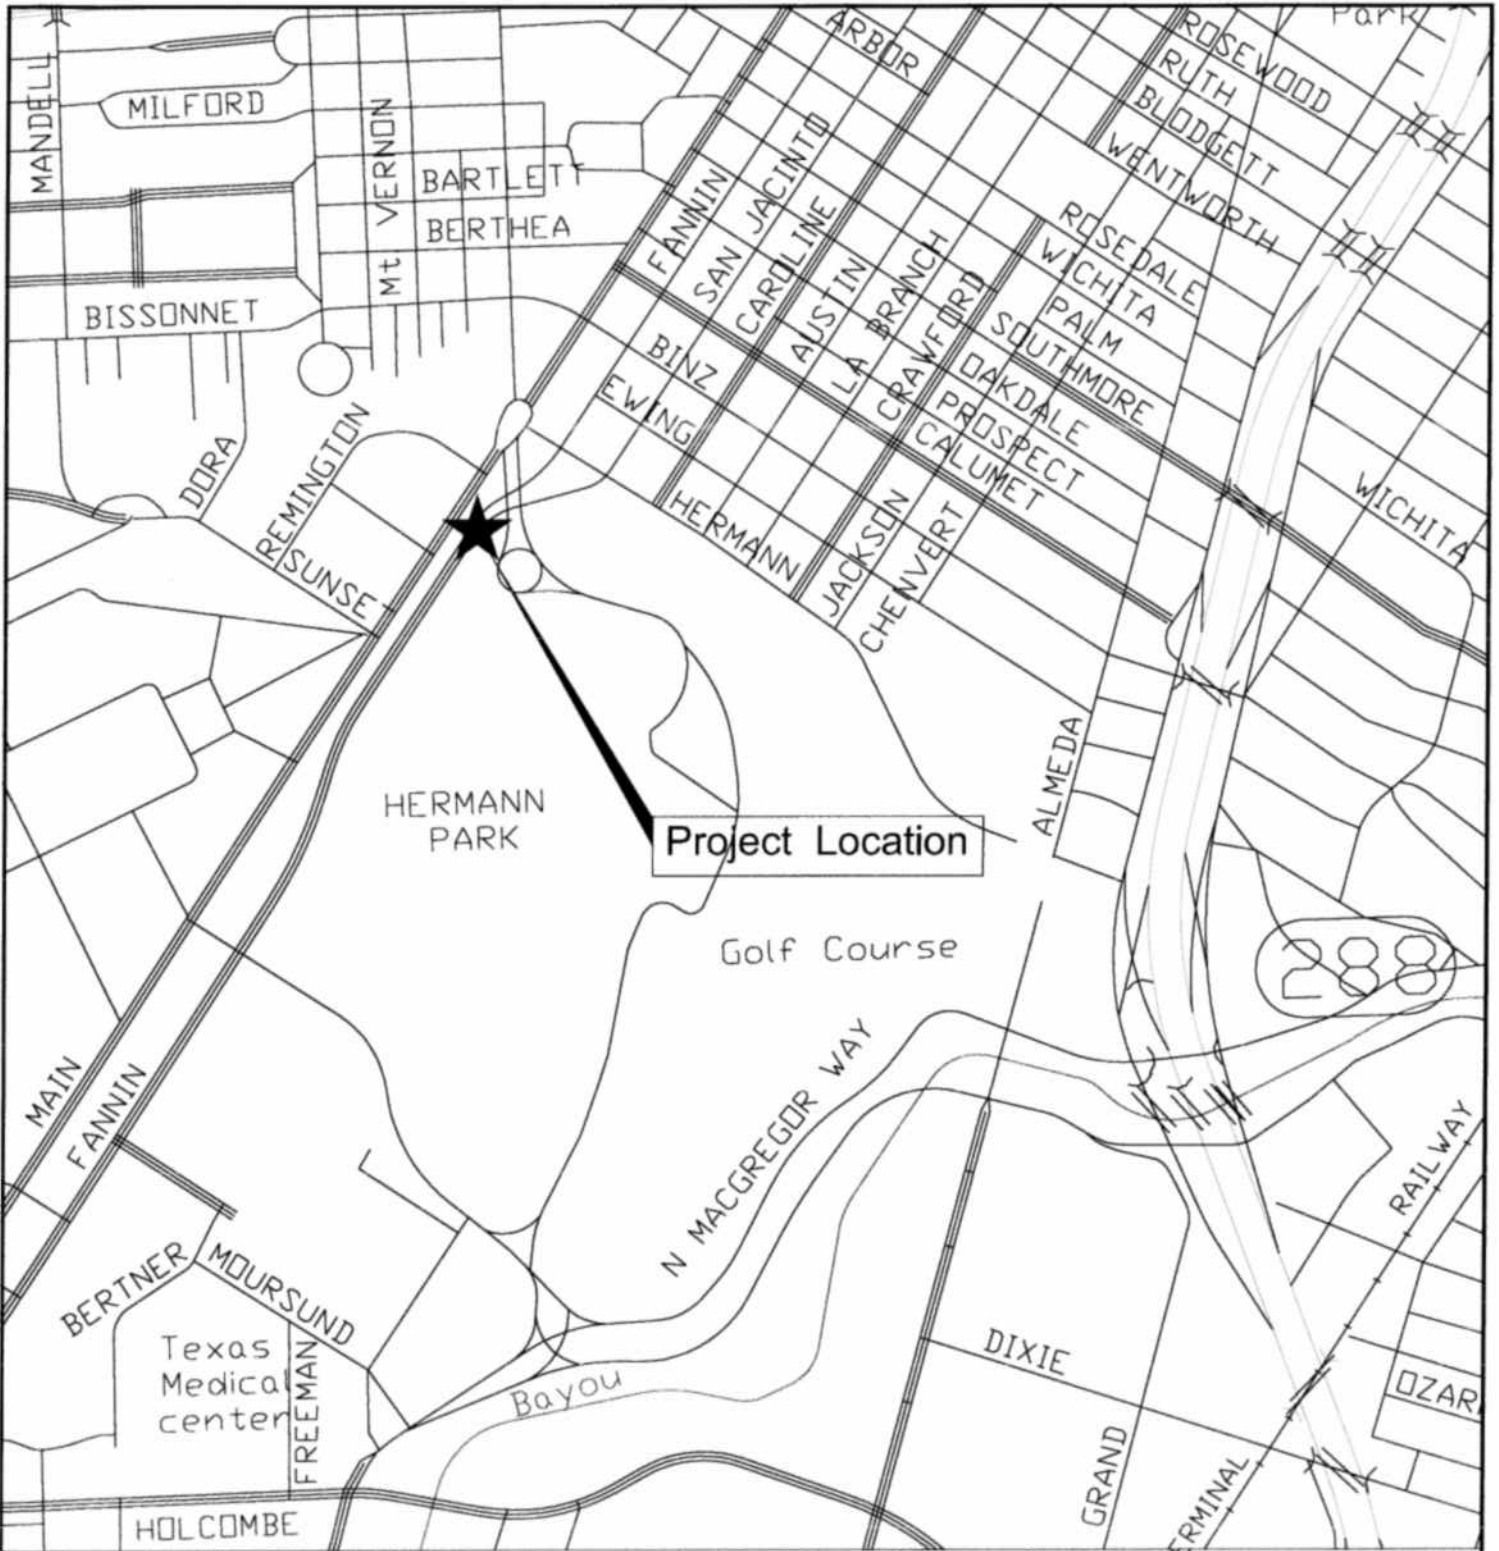 Park
ARBOR
ROSEWOOD
RUTH
BLODGETT
WENTWORTH
MANDELL
MILFORD
Mt VERNON
BARTLETT
BERTHEA
BISSONNET
FANNIN
SAN JACINTO
CAROLINE
AUSTIN
LA BRANCH
CRAWFORD
ROSEDALE
WICHITA
PALM
SOUTHMORE
OAKDALE
PROSPECT
CALUMET
BINZ
EWING
HERMANN
JACKSON
CHENVERT
WICHITA
DORA
REMINGTON
SUNSET
ALMEDA
HERMANN
PARK
Project Location
Golf Course
288
MAIN
FANNIN
N MACGREGOR WAY
RAILWAY
BERTNER
MOURSUND
Texas
Medical
center
FREEMAN
Bayou
DIXIE
OZAR
GRAND
ERMINAL
HOLCOMBE